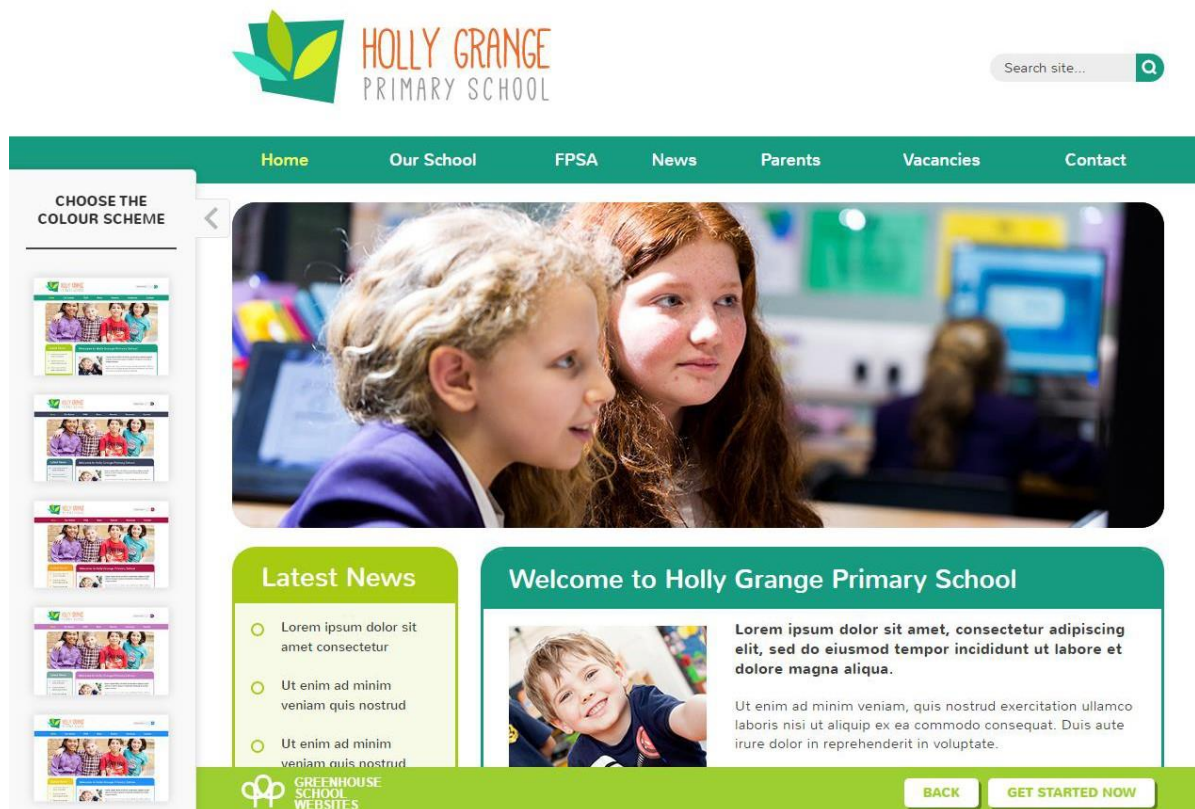 HOLLY GRANGE
PRIMARY SCHOOL
Search site...
Home Our School FPSA News Parents Vacancies Contact
CHOOSE THE
COLOUR SCHEME
Latest News
Lorem ipsum dolor sit
amet consectetur
Ut enim ad minim
veniam quis nostrud
Ut enim ad minim
veniam quis nostrud
Welcome to Holly Grange Primary School
Lorem ipsum dolor sit amet, consectetur adipiscing
elit, sed do eiusmod tempor incididunt ut labore et
dolore magna aliqua.
Ut enim ad minim veniam, quis nostrud exercitation ullamco
laboris nisi ut aliquip ex ea commodo consequat. Duis aute
irure dolor in reprehenderit in voluptate.
GREENHOUSE
SCHOOL
WEBSITES
BACK GET STARTED NOW